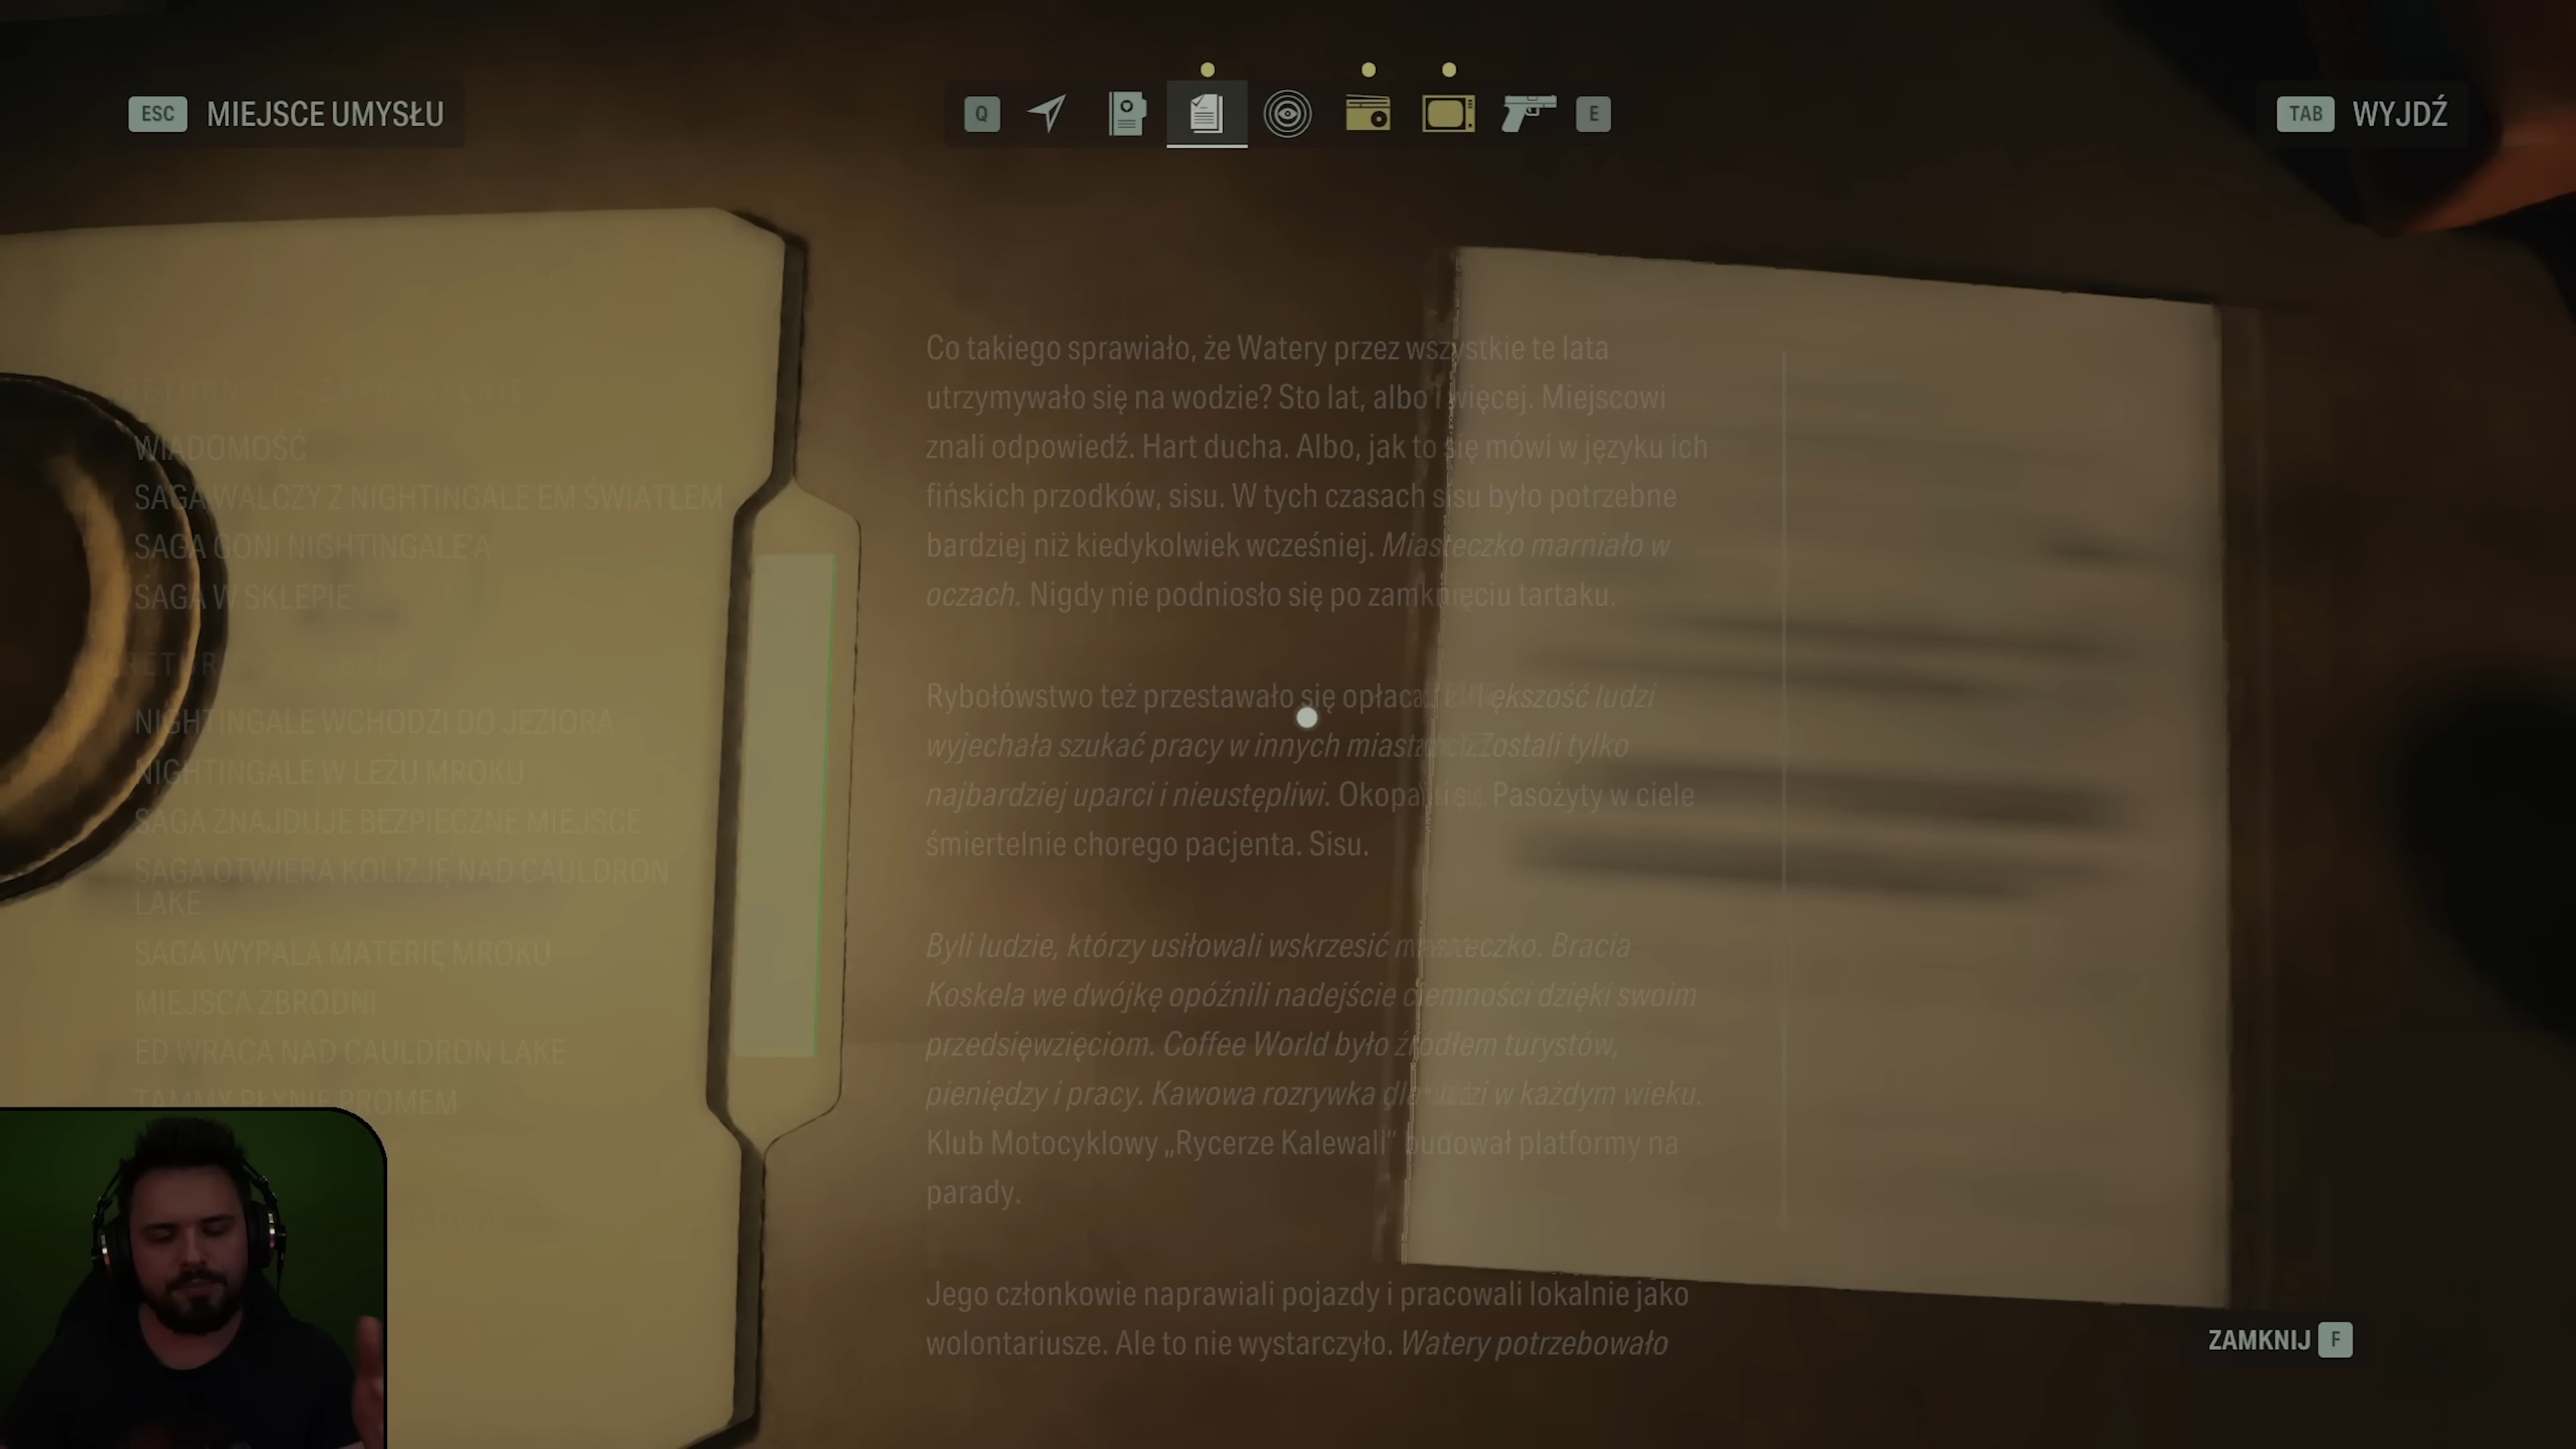 ESC MIEJSCE UMYSŁU
Q
E
TAB WYJDŹ
WIADOMOŚĆ
SAGA WALCZY Z NIGHTINGALE'EM ŚWIATŁEM
SAGA GONI NIGHTINGALE'A
SAGA W SKLEPIE
NIGHTINGALE WCHODZI DO JEZIORA
NIGHTINGALE W LEŻU MROKU
SAGA ZNAJDUJE BEZPIECZNE MIEJSCE
SAGA OTWIERA KOLIZJĘ NAD CAULDRON
LAKE
SAGA WYPALA MATERIĘ MROKU
MIEJSCA ZBRODNI
ED WRACA NAD CAULDRON LAKE
TAMMY PŁYNIE PROMEM
Co takiego sprawiało, że Watery przez wszystkie te lata
utrzymywało się na wodzie? Sto lat, albo i więcej. Miejscowi
znali odpowiedź. Hart ducha. Albo, jak to się mówi w języku ich
fińskich przodków, sisu. W tych czasach sisu było potrzebne
bardziej niż kiedykolwiek wcześniej. Miasteczko marniało w
oczach. Nigdy nie podniosło się po zamknięciu tartaku.
Rybołówstwo też przestawało się opłacać. Większość ludzi
wyjechała szukać pracy w innych miastach. Zostali tylko
najbardziej uparci i nieustępliwi. Okopali się. Pasożyty w ciele
śmiertelnie chorego pacjenta. Sisu.
Byli ludzie, którzy usiłowali wskrzesić miasteczko. Bracia
Koskela we dwójkę opóźnili nadejście ciemności dzięki swoim
przedsięwzięciom. Coffee World było źródłem turystów,
pieniędzy i pracy. Kawowa rozrywka dla ludzi w każdym wieku.
Klub Motocyklowy „Rycerze Kalewali” budował platformy na
parady.
Jego członkowie naprawiali pojazdy i pracowali lokalnie jako
wolontariusze. Ale to nie wystarczyło. Watery potrzebowało
ZAMKNIJ F